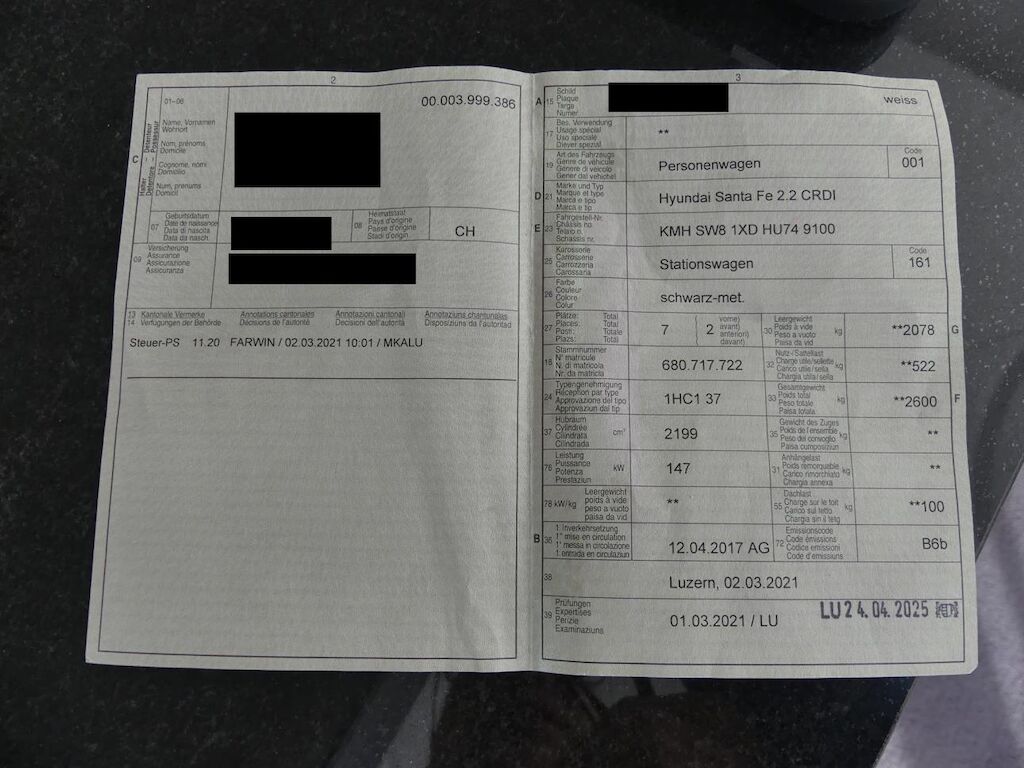 2
01-06
00.003.999.386
C
Halter
Détenteur
Detentore
Possessur
Name, Vornamen
Wohnort
Nom, prénoms
Domicile
Cognome, nomi
Domicilio
Num, prenums
Domicil
07
Geburtsdatum
Date de naissance
Data di nascita
Data da nasch.
08
Heimatstaat
Pays d'origine
Paese d'origine
Stadi d'origin
CH
09
Versicherung
Assurance
Assicurazione
Assicuranza
13 Kantonale Vermerke Annotations cantonales Annotazioni cantonali Annotaziuns chantunalas
14 Verfügungen der Behörde Décisions de l'autorité Decisioni dell'autorità Disposiziuns da l'autoritad
Steuer-PS 11.20 FARWIN / 02.03.2021 10:01 / MKALU
3
A 15
Schild
Plaque
Targa
Numer
weiss
17
Bes. Verwendung
Usage spécial
Uso speciale
Diever spezial
**
19
Art des Fahrzeugs
Genre de véhicule
Genere di veicolo
Gener dal vehichel
Personenwagen
Code
001
D 21
Marke und Typ
Marque et type
Marca e tipo
Marca e tip
Hyundai Santa Fe 2.2 CRDI
E 23
Fahrgestell-Nr.
Châssis no
Telaio n.
Schassis nr.
KMH SW8 1XD HU74 9100
25
Karosserie
Carrosserie
Carrozzeria
Carossaria
Stationswagen
Code
161
26
Farbe
Couleur
Colore
Colur
schwarz-met.
27
Plätze: Total
Places: Total
Posti: Totale
Plazs: Total
7
2
vorne)
avant)
anteriori)
davant)
30
Leergewicht
Poids à vide
Peso a vuoto
Paisa da vid
kg
**2078
G
18
Stammnummer
N° matricule
N. di matricola
Nr. da matricla
680.717.722
32
Nutz-/Sattellast
Charge utile/sellette
Carico utile/sella
Chargia utila/sella
kg
**522
24
Typengenehmigung
Réception par type
Approvazione del tipo
Approvaziun dal tip
1HC1 37
33
Gesamtgewicht
Poids total
Peso totale
Paisa totala
kg
**2600
F
37
Hubraum
Cylindrée
Cilindrata
Cilindrada
cm³
2199
35
Gewicht des Zuges
Poids de l'ensemble
Peso del convoglio
Paisa cumposiziun
kg
**
76
Leistung
Puissance
Potenza
Prestaziun
kW
147
31
Anhängelast
Poids remorquable
Carico rimorchiato
Chargia annexa
kg
**
78 kW/kg
Leergewicht
poids à vide
peso a vuoto
paisa da vid
**
55
Dachlast
Charge sur le toit
Carico sul tetto
Chargia sin il tetg
kg
**100
B 36
1. Inverkehrsetzung
1re mise en circulation
1a messa in circolazione
1. entrada en circulaziun
12.04.2017 AG
72
Emissionscode
Code émissions
Codice emissioni
Code d'emissiuns
B6b
38
Luzern, 02.03.2021
39
Prüfungen
Expertises
Perizie
Examinaziuns
01.03.2021 / LU
LU 24.04.2025